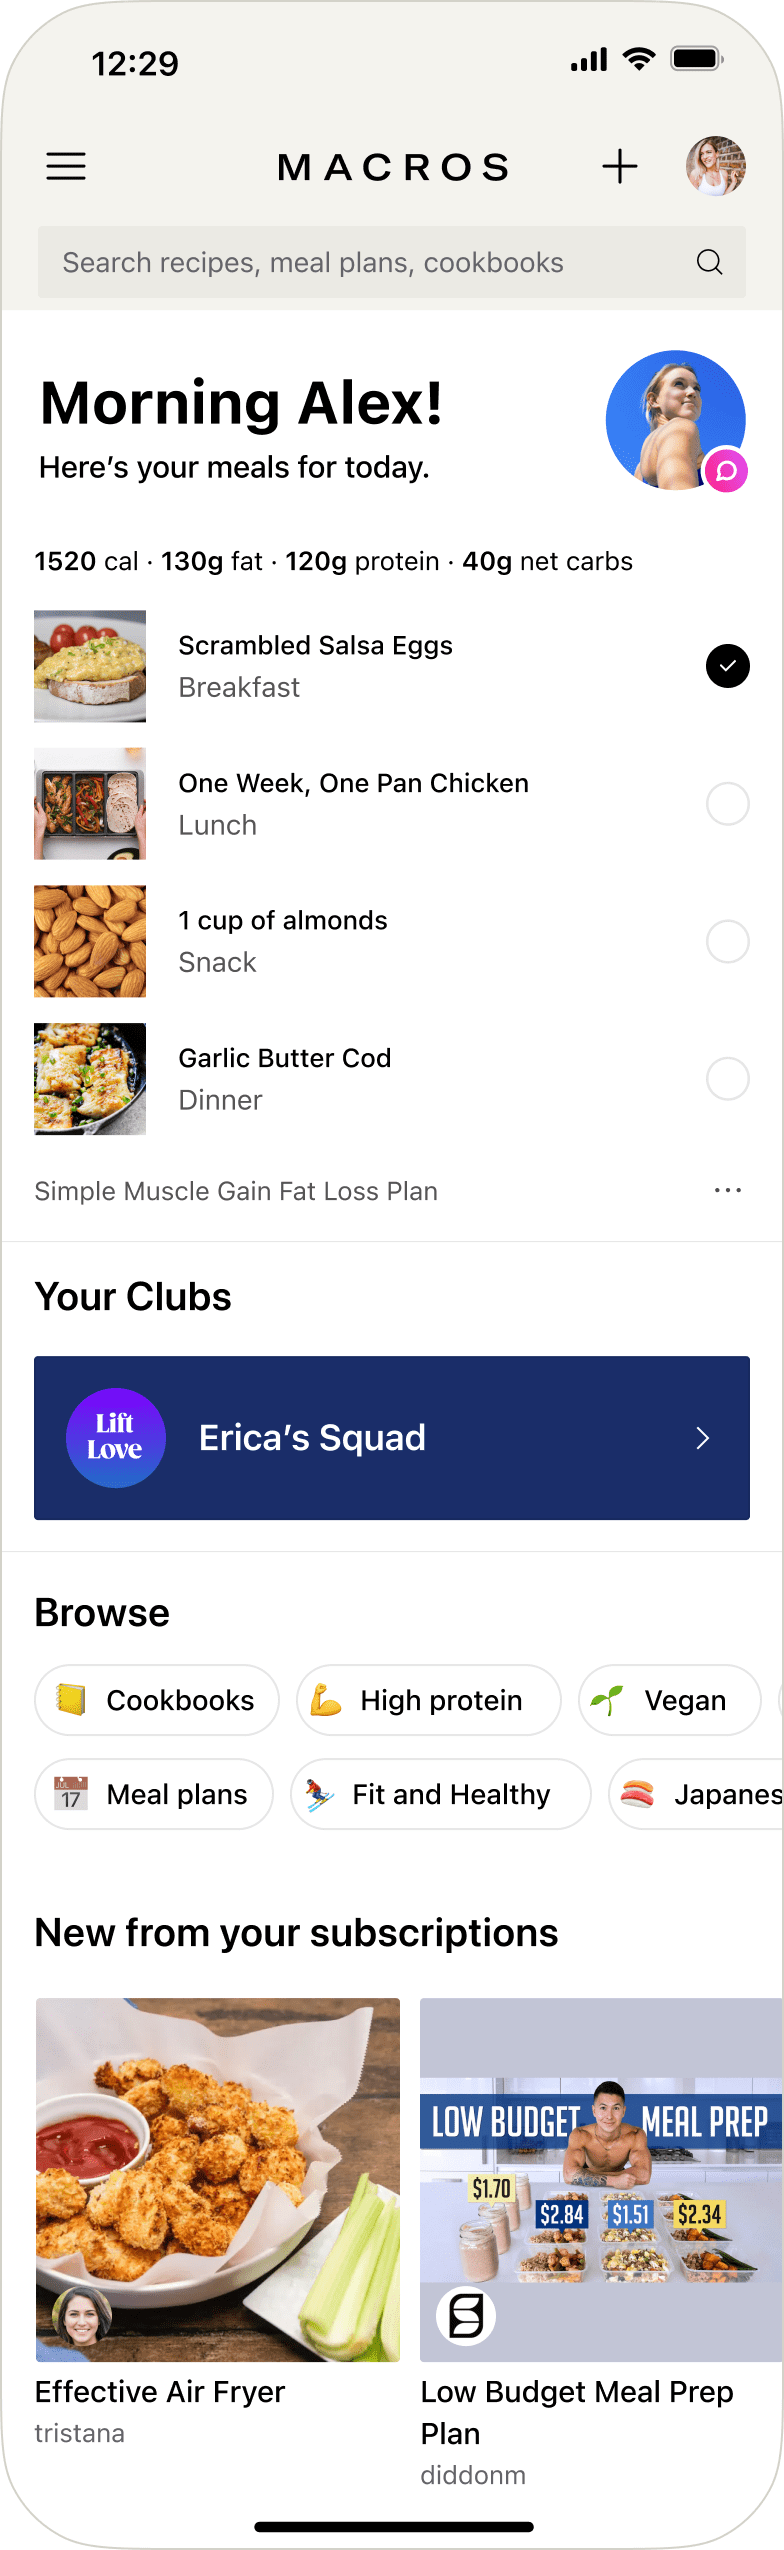 12:29
MACROS
Search recipes, meal plans, cookbooks
Morning Alex!
Here’s your meals for today.
1520 cal · 130g fat · 120g protein · 40g net carbs
Scrambled Salsa Eggs
Breakfast
One Week, One Pan Chicken
Lunch
1 cup of almonds
Snack
Garlic Butter Cod
Dinner
Simple Muscle Gain Fat Loss Plan
Your Clubs
Lift
Love
Erica’s Squad
Browse
Cookbooks
High protein
Vegan
JUL
17
Meal plans
Fit and Healthy
Japanes
New from your subscriptions
LOW BUDGET MEAL PREP
$1.70
$2.84
$1.51
$2.34
Effective Air Fryer
tristana
Low Budget Meal Prep
Plan
diddonm